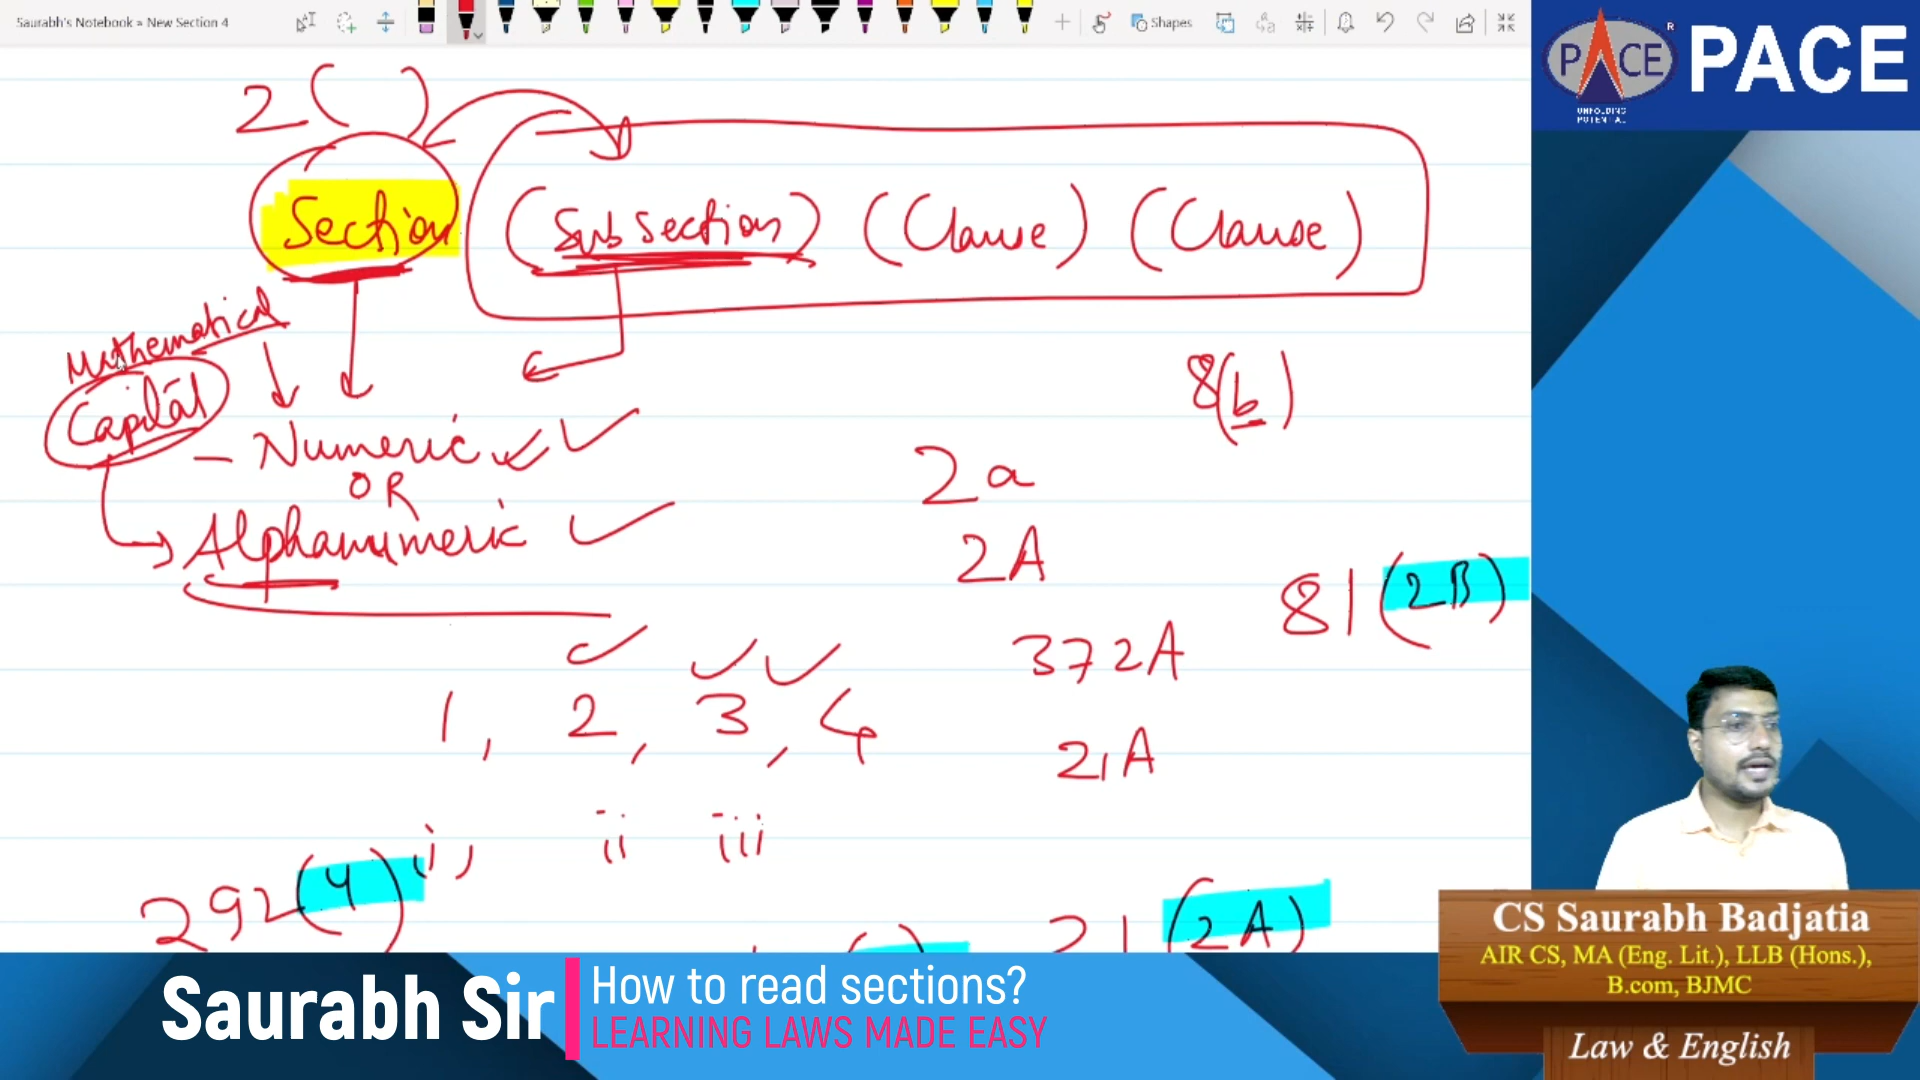 Saurabh's Notebook » New Section 4
Shapes
PACE
®
UNFOLDING
POTENTIAL
PACE
2 ( )
Section (Sub section) (Clause) (Clause)
Mathematical
Capital
8(b)
- Numeric
OR
Alphanumeric
2a
2A
81(2B)
372A
1, 2, 3, 4
21A
i, ii iii
292(4)
21(2A)
CS Saurabh Badjatia
AIR CS, MA (Eng. Lit.), LLB (Hons.),
B.com, BJMC
Law & English
Saurabh Sir
How to read sections?
LEARNING LAWS MADE EASY